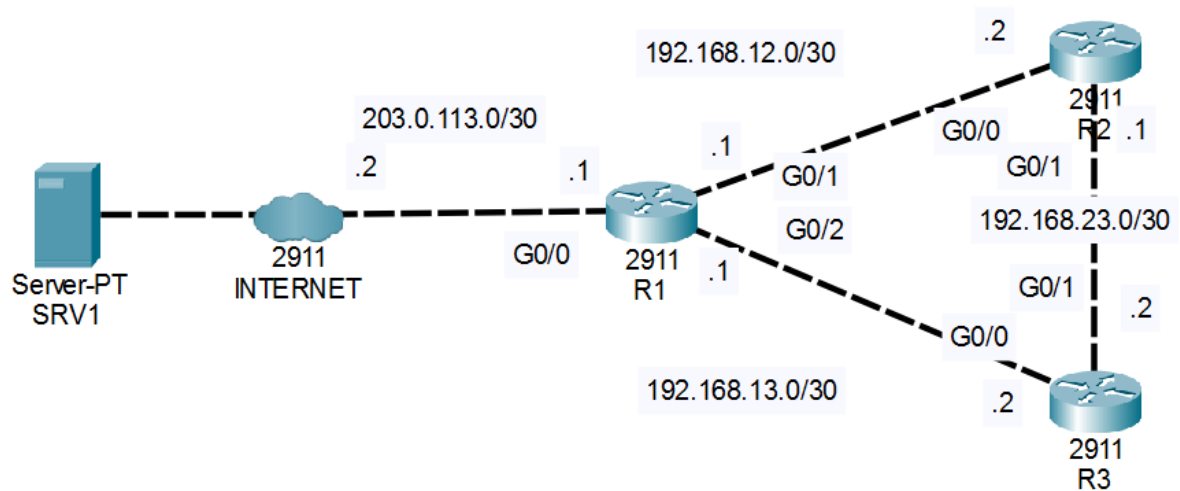 192.168.12.0/30
.2
2911
R2
203.0.113.0/30
.2
.1
.1
G0/0
.1
G0/1
G0/1
Server-PT
SRV1
2911
INTERNET
G0/0
2911
R1
G0/2
.1
192.168.23.0/30
G0/1
.2
G0/0
192.168.13.0/30
.2
2911
R3